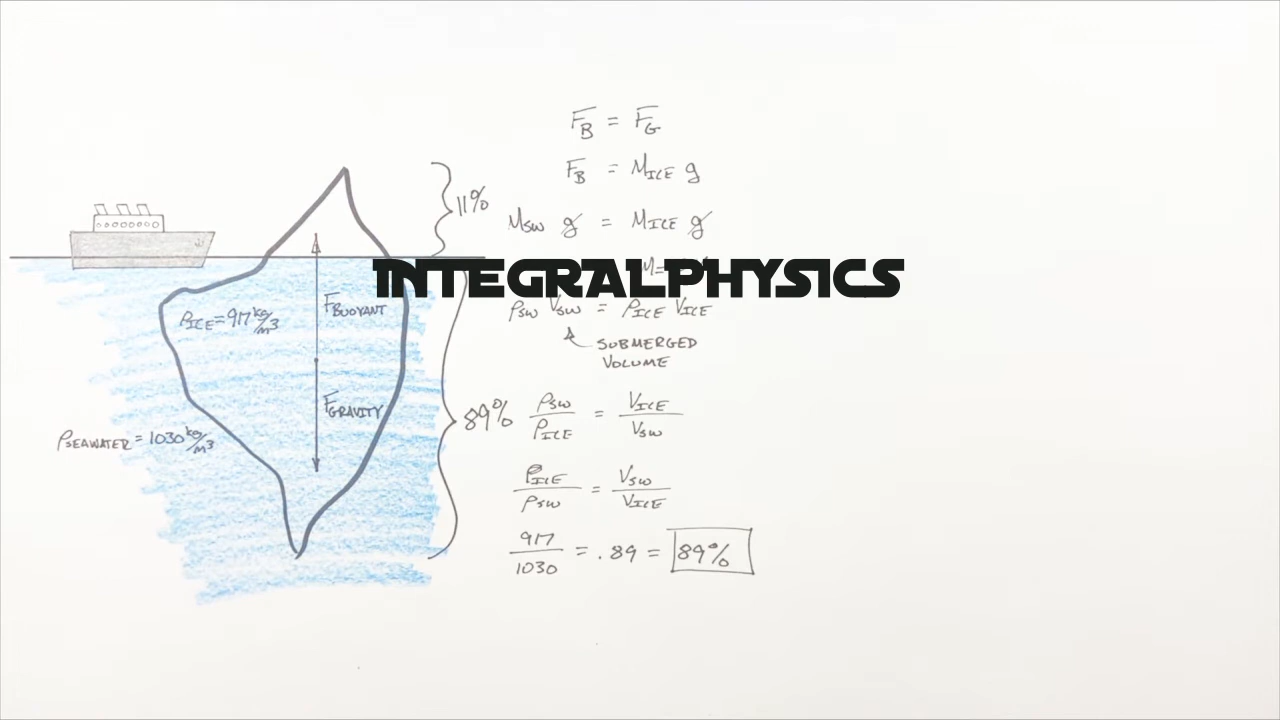 F_B = F_G
F_B = M_ICE g
11%
M_SW g = M_ICE g
INTEGRALPHYSICS
ρ_SW V_SW = ρ_ICE V_ICE
SUBMERGED
VOLUME
F_BUOYANT
ρ_ICE = 917 kg/m³
F_GRAVITY
ρ_SEAWATER = 1030 kg/m³
89%
ρ_SW / ρ_ICE = V_ICE / V_SW
ρ_ICE / ρ_SW = V_SW / V_ICE
917 / 1030 = .89 = 89%